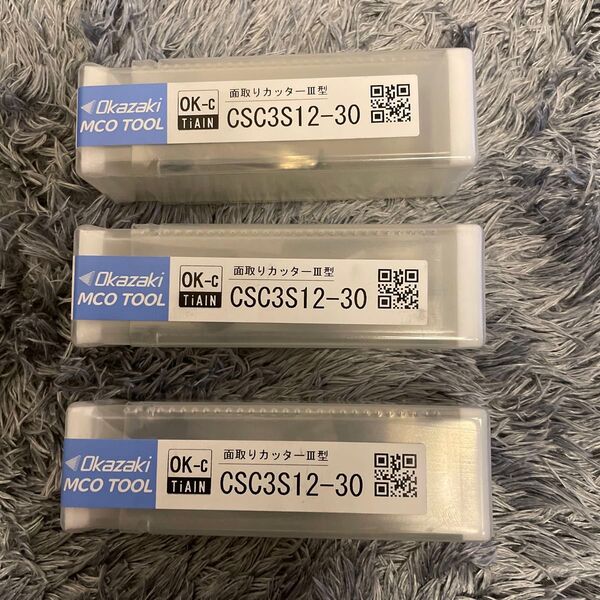 Okazaki
MCO TOOL
OK-C
TiAlN
面取りカッターⅢ型
CSC3S12-30
Okazaki
MCO TOOL
OK-C
TiAlN
面取りカッターⅢ型
CSC3S12-30
Okazaki
MCO TOOL
OK-C
TiAlN
面取りカッターⅢ型
CSC3S12-30